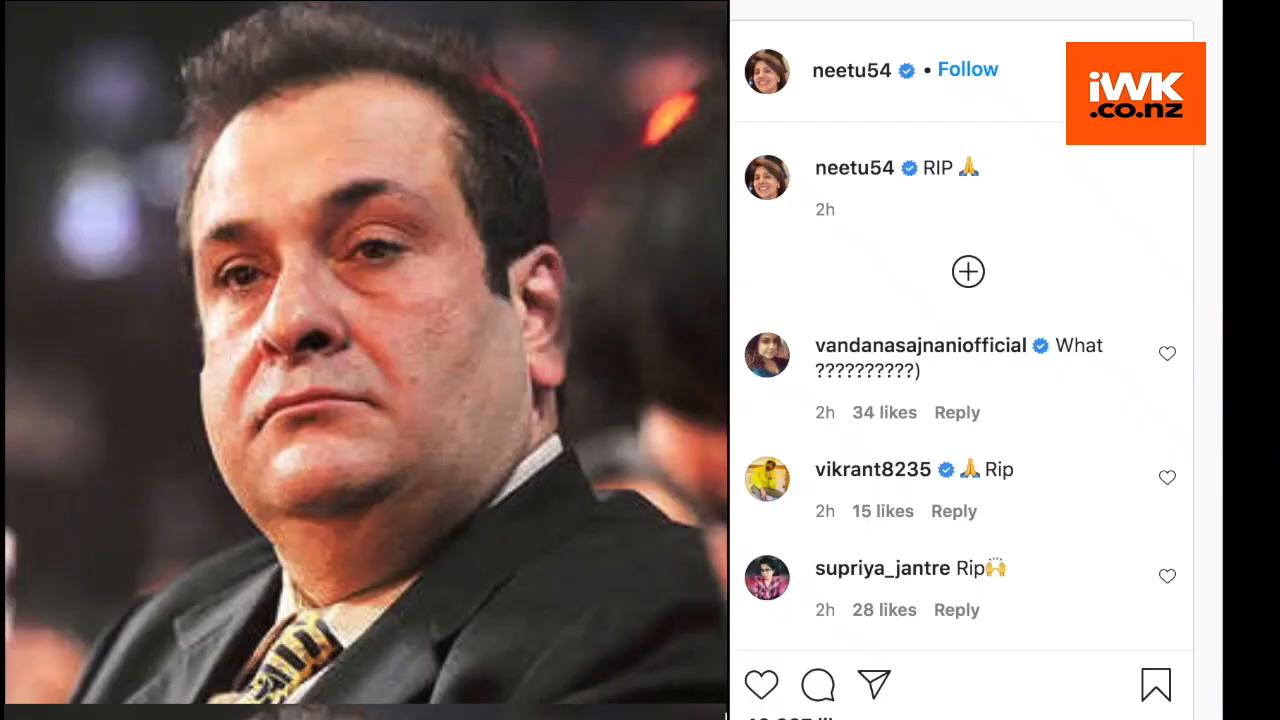 neetu54 • Follow
iWK
.co.nz
neetu54 RIP 🙏
2h
vandanasajnaniofficial What
??????????)
2h 34 likes Reply
vikrant8235 🙏 Rip
2h 15 likes Reply
supriya_jantre Rip🙌
2h 28 likes Reply